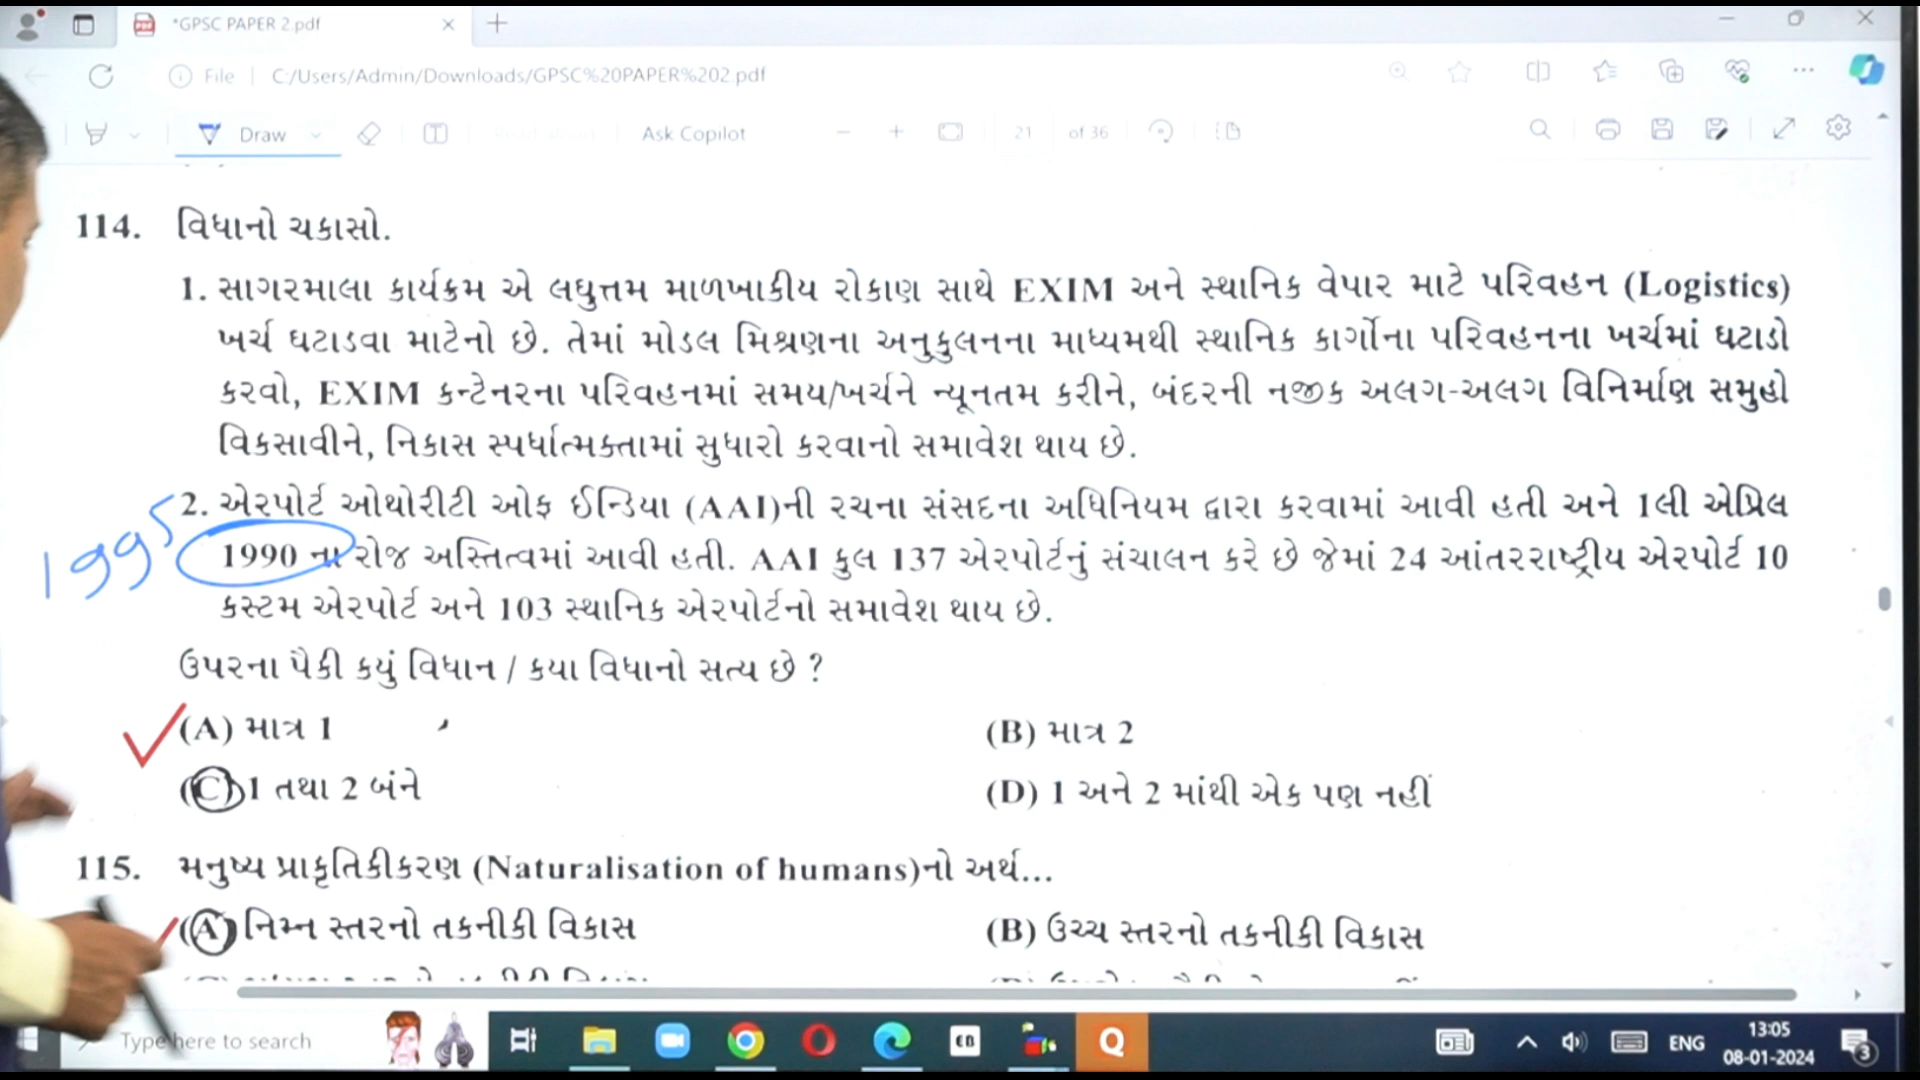 *GPSC PAPER 2.pdf
File C:/Users/Admin/Downloads/GPSC%20PAPER%202.pdf
Draw Ask Copilot 21 of 36
114. વિધાનો ચકાસો.
1. સાગરમાલા કાર્યક્રમ એ લઘુત્તમ માળખાકીય રોકાણ સાથે EXIM અને સ્થાનિક વેપાર માટે પરિવહન (Logistics)
ખર્ચ ઘટાડવા માટેનો છે. તેમાં મોડલ મિશ્રણના અનુકુલનના માધ્યમથી સ્થાનિક કાર્ગોના પરિવહનના ખર્ચમાં ઘટાડો
કરવો, EXIM કન્ટેનરના પરિવહનમાં સમય/ખર્ચને ન્યૂનતમ કરીને, બંદરની નજીક અલગ-અલગ વિનિર્માણ સમુહો
વિકસાવીને, નિકાસ સ્પર્ધાત્મક્તામાં સુધારો કરવાનો સમાવેશ થાય છે.
2. એરપોર્ટ ઓથોરીટી ઓફ ઈન્ડિયા (AAI)ની રચના સંસદના અધિનિયમ દ્વારા કરવામાં આવી હતી અને 1લી એપ્રિલ
1995
1990 ના રોજ અસ્તિત્વમાં આવી હતી. AAI કુલ 137 એરપોર્ટનું સંચાલન કરે છે જેમાં 24 આંતરરાષ્ટ્રીય એરપોર્ટ 10
કસ્ટમ એરપોર્ટ અને 103 સ્થાનિક એરપોર્ટનો સમાવેશ થાય છે.
ઉપરના પૈકી કયું વિધાન / કયા વિધાનો સત્ય છે ?
(A) માત્ર 1 (B) માત્ર 2
(C) 1 તથા 2 બંને (D) 1 અને 2 માંથી એક પણ નહીં
115. મનુષ્ય પ્રાકૃતિકીકરણ (Naturalisation of humans)નો અર્થ...
(A) નિમ્ન સ્તરનો તકનીકી વિકાસ (B) ઉચ્ચ સ્તરનો તકનીકી વિકાસ
Type here to search ENG 13:05
08-01-2024 3